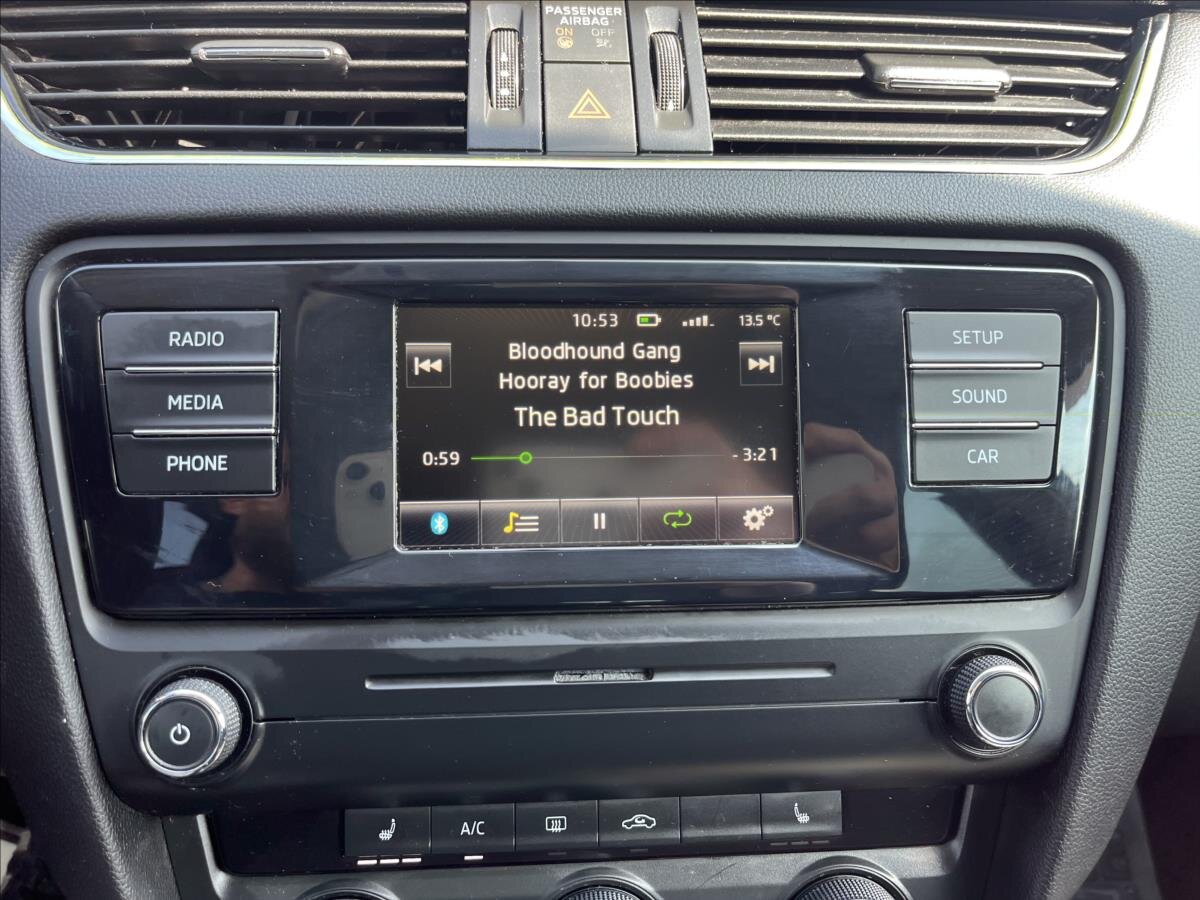 PASSENGER
AIRBAG
ON OFF
10:53 13.5 °C
RADIO
MEDIA
PHONE
Bloodhound Gang
Hooray for Boobies
The Bad Touch
0:59 - 3:21
SETUP
SOUND
CAR
A/C